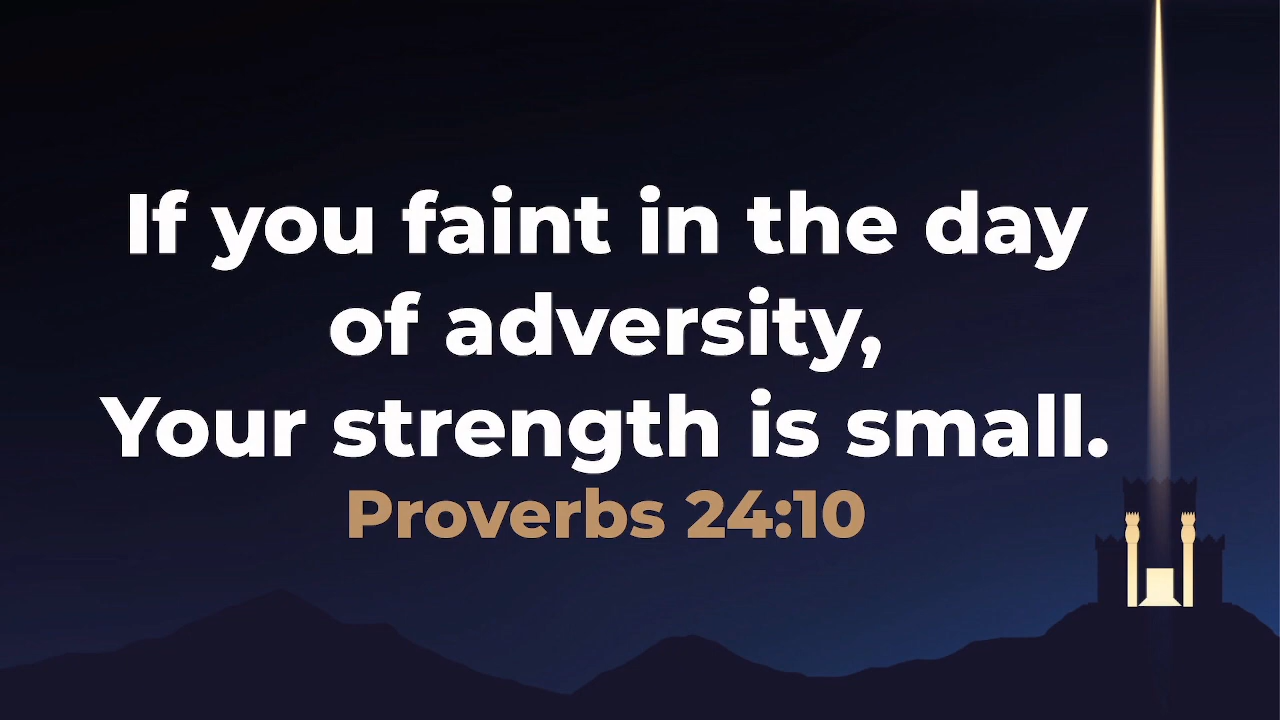 If you faint in the day
of adversity,
Your strength is small.
Proverbs 24:10